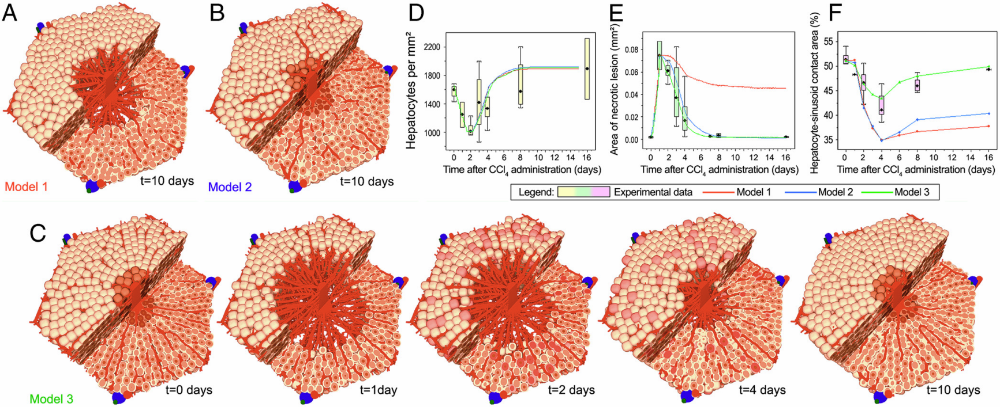 A
Model 1
t=10 days
B
Model 2
t=10 days
D
Hepatocytes per mm²
2200
1800
1400
1000
0 2 4 6 8 10 12 14 16
Time after CCl₄ administration (days)
E
Area of necrotic lesion (mm²)
0.08
0.06
0.04
0.02
0.00
0 2 4 6 8 10 12 14 16
Time after CCl₄ administration (days)
F
Hepatocyte-sinusoid contact area (%)
55
50
45
40
35
0 2 4 6 8 10 12 14 16
Time after CCl₄ administration (days)
Legend: Experimental data Model 1 Model 2 Model 3
C
Model 3
t=0 days
t=1day
t=2 days
t=4 days
t=10 days